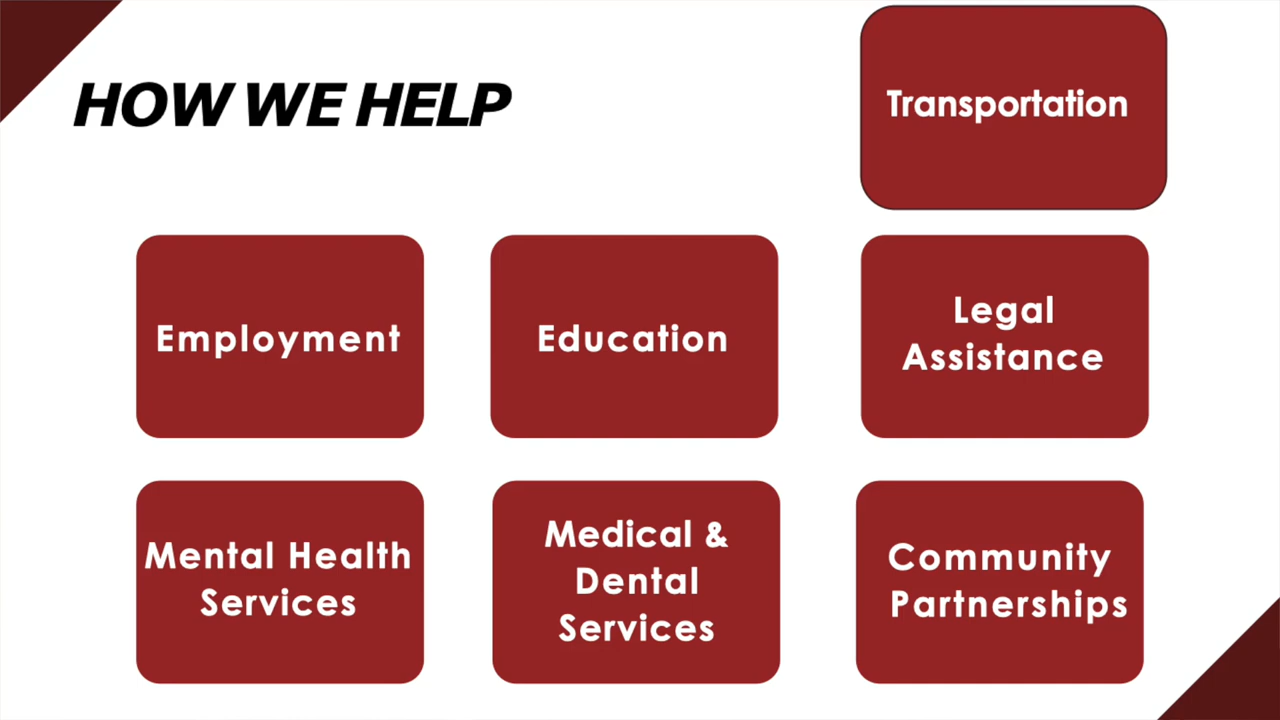 HOW WE HELP
Transportation
Employment
Education
Legal
Assistance
Mental Health
Services
Medical &
Dental
Services
Community
Partnerships